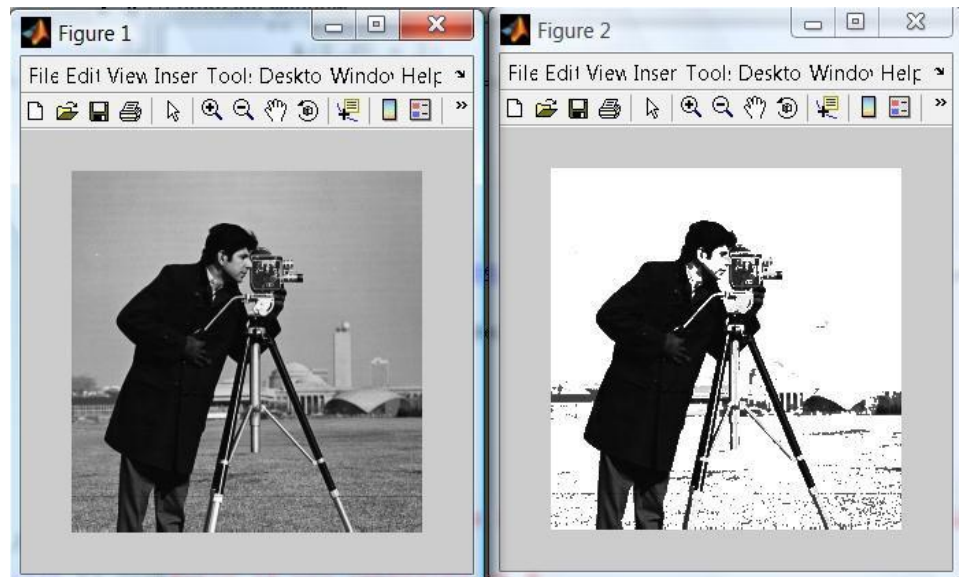 Figure 1
File Edit View Inser Tool: Deskto Windo Help
»
Figure 2
File Edit View Inser Tool: Deskto Windo Help
»